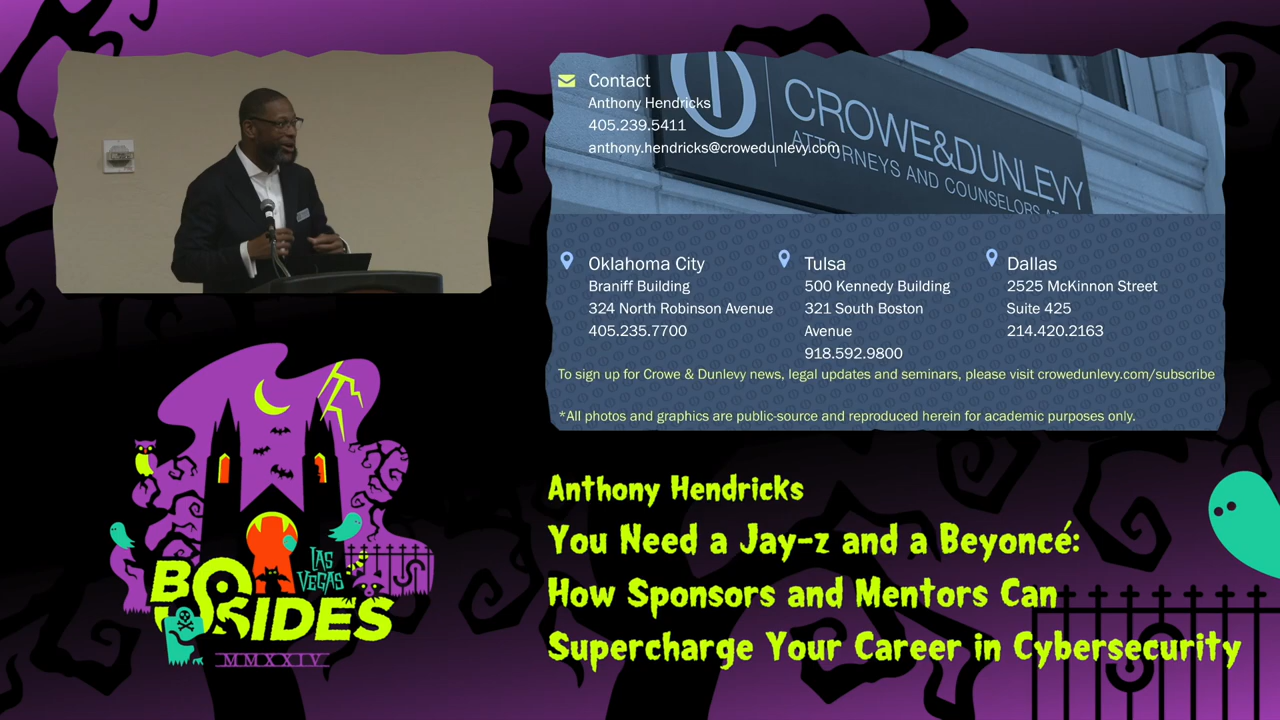 Contact
Anthony Hendricks
405.239.5411
anthony.hendricks@crowedunlevy.com
CROWE&DUNLEVY
ATTORNEYS AND COUNSELORS AT
Oklahoma City
Braniff Building
324 North Robinson Avenue
405.235.7700
Tulsa
500 Kennedy Building
321 South Boston
Avenue
918.592.9800
Dallas
2525 McKinnon Street
Suite 425
214.420.2163
To sign up for Crowe & Dunlevy news, legal updates and seminars, please visit crowedunlevy.com/subscribe
*All photos and graphics are public-source and reproduced herein for academic purposes only.
LAS
VEGAS
BSIDES
MMXXIV
Anthony Hendricks
You Need a Jay-z and a Beyoncé:
How Sponsors and Mentors Can
Supercharge Your Career in Cybersecurity